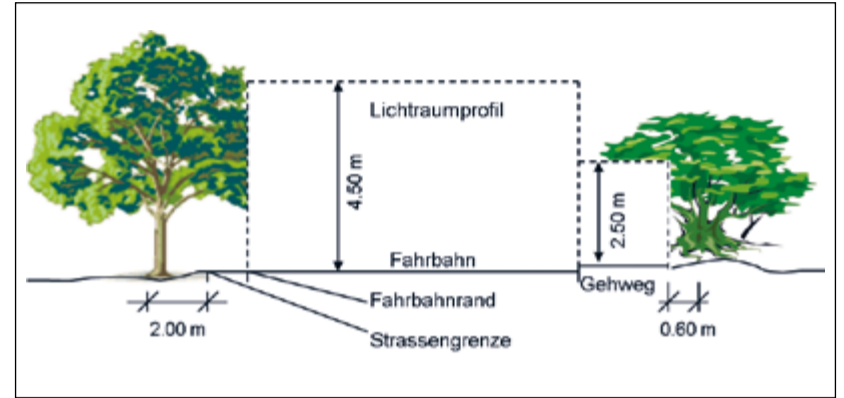 Lichtraumprofil
4.50 m
2.50 m
Fahrbahn
Gehweg
Fahrbahnrand
2.00 m
0.60 m
Strassengrenze